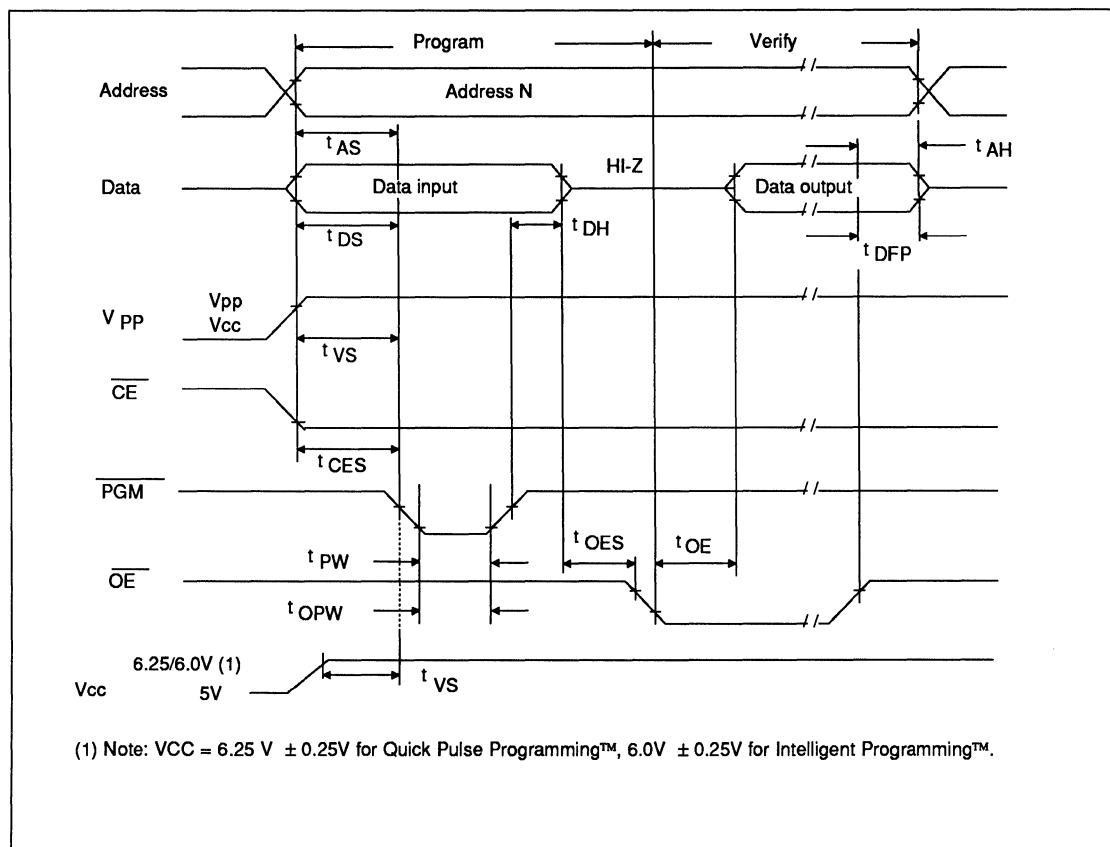 Program
Verify
Address
Address N
t AS
t AH
HI-Z
Data
Data input
Data output
t DS
t DH
t DFP
Vpp
V PP
Vcc
t VS
CE
t CES
PGM
t OES
t OE
t PW
OE
t OPW
6.25/6.0V (1)
Vcc
5V
t VS
(1) Note: VCC = 6.25 V ± 0.25V for Quick Pulse Programming™, 6.0V ± 0.25V for Intelligent Programming™.